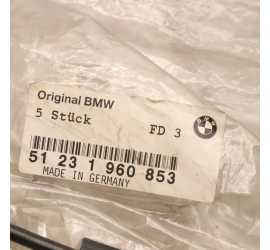 Original BMW
5 Stück FD 3
51 23 1 960 853
MADE IN GERMANY